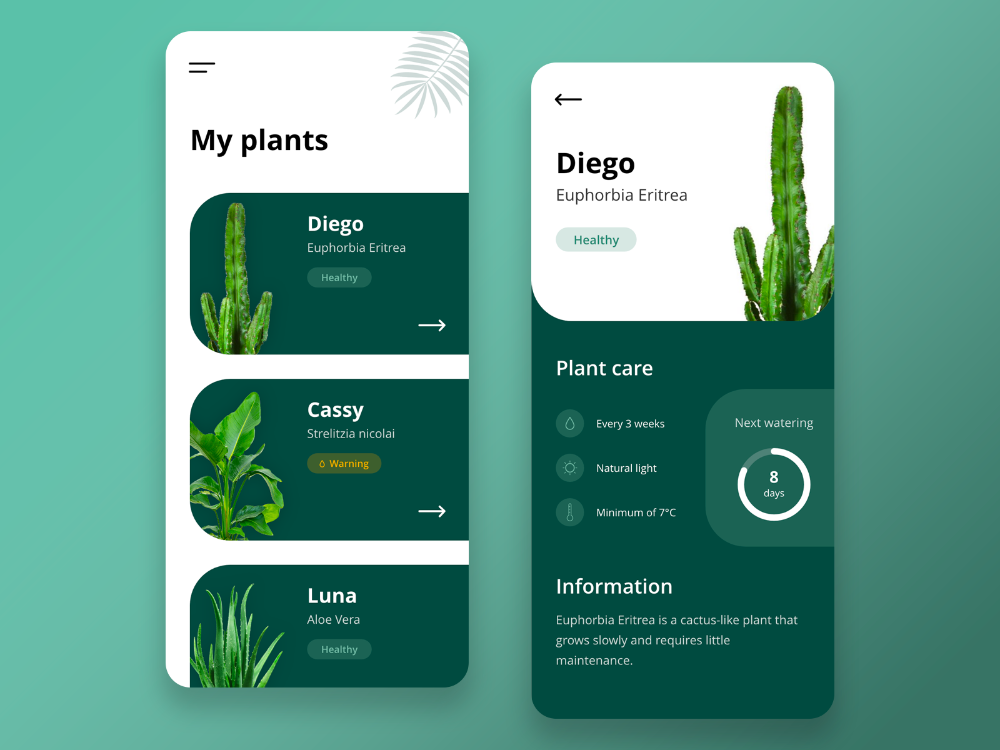 My plants
Diego
Euphorbia Eritrea
Healthy
Cassy
Strelitzia nicolai
Warning
Luna
Aloe Vera
Healthy
Diego
Euphorbia Eritrea
Healthy
Plant care
Every 3 weeks
Natural light
Minimum of 7°C
Next watering
8
days
Information
Euphorbia Eritrea is a cactus-like plant that
grows slowly and requires little
maintenance.